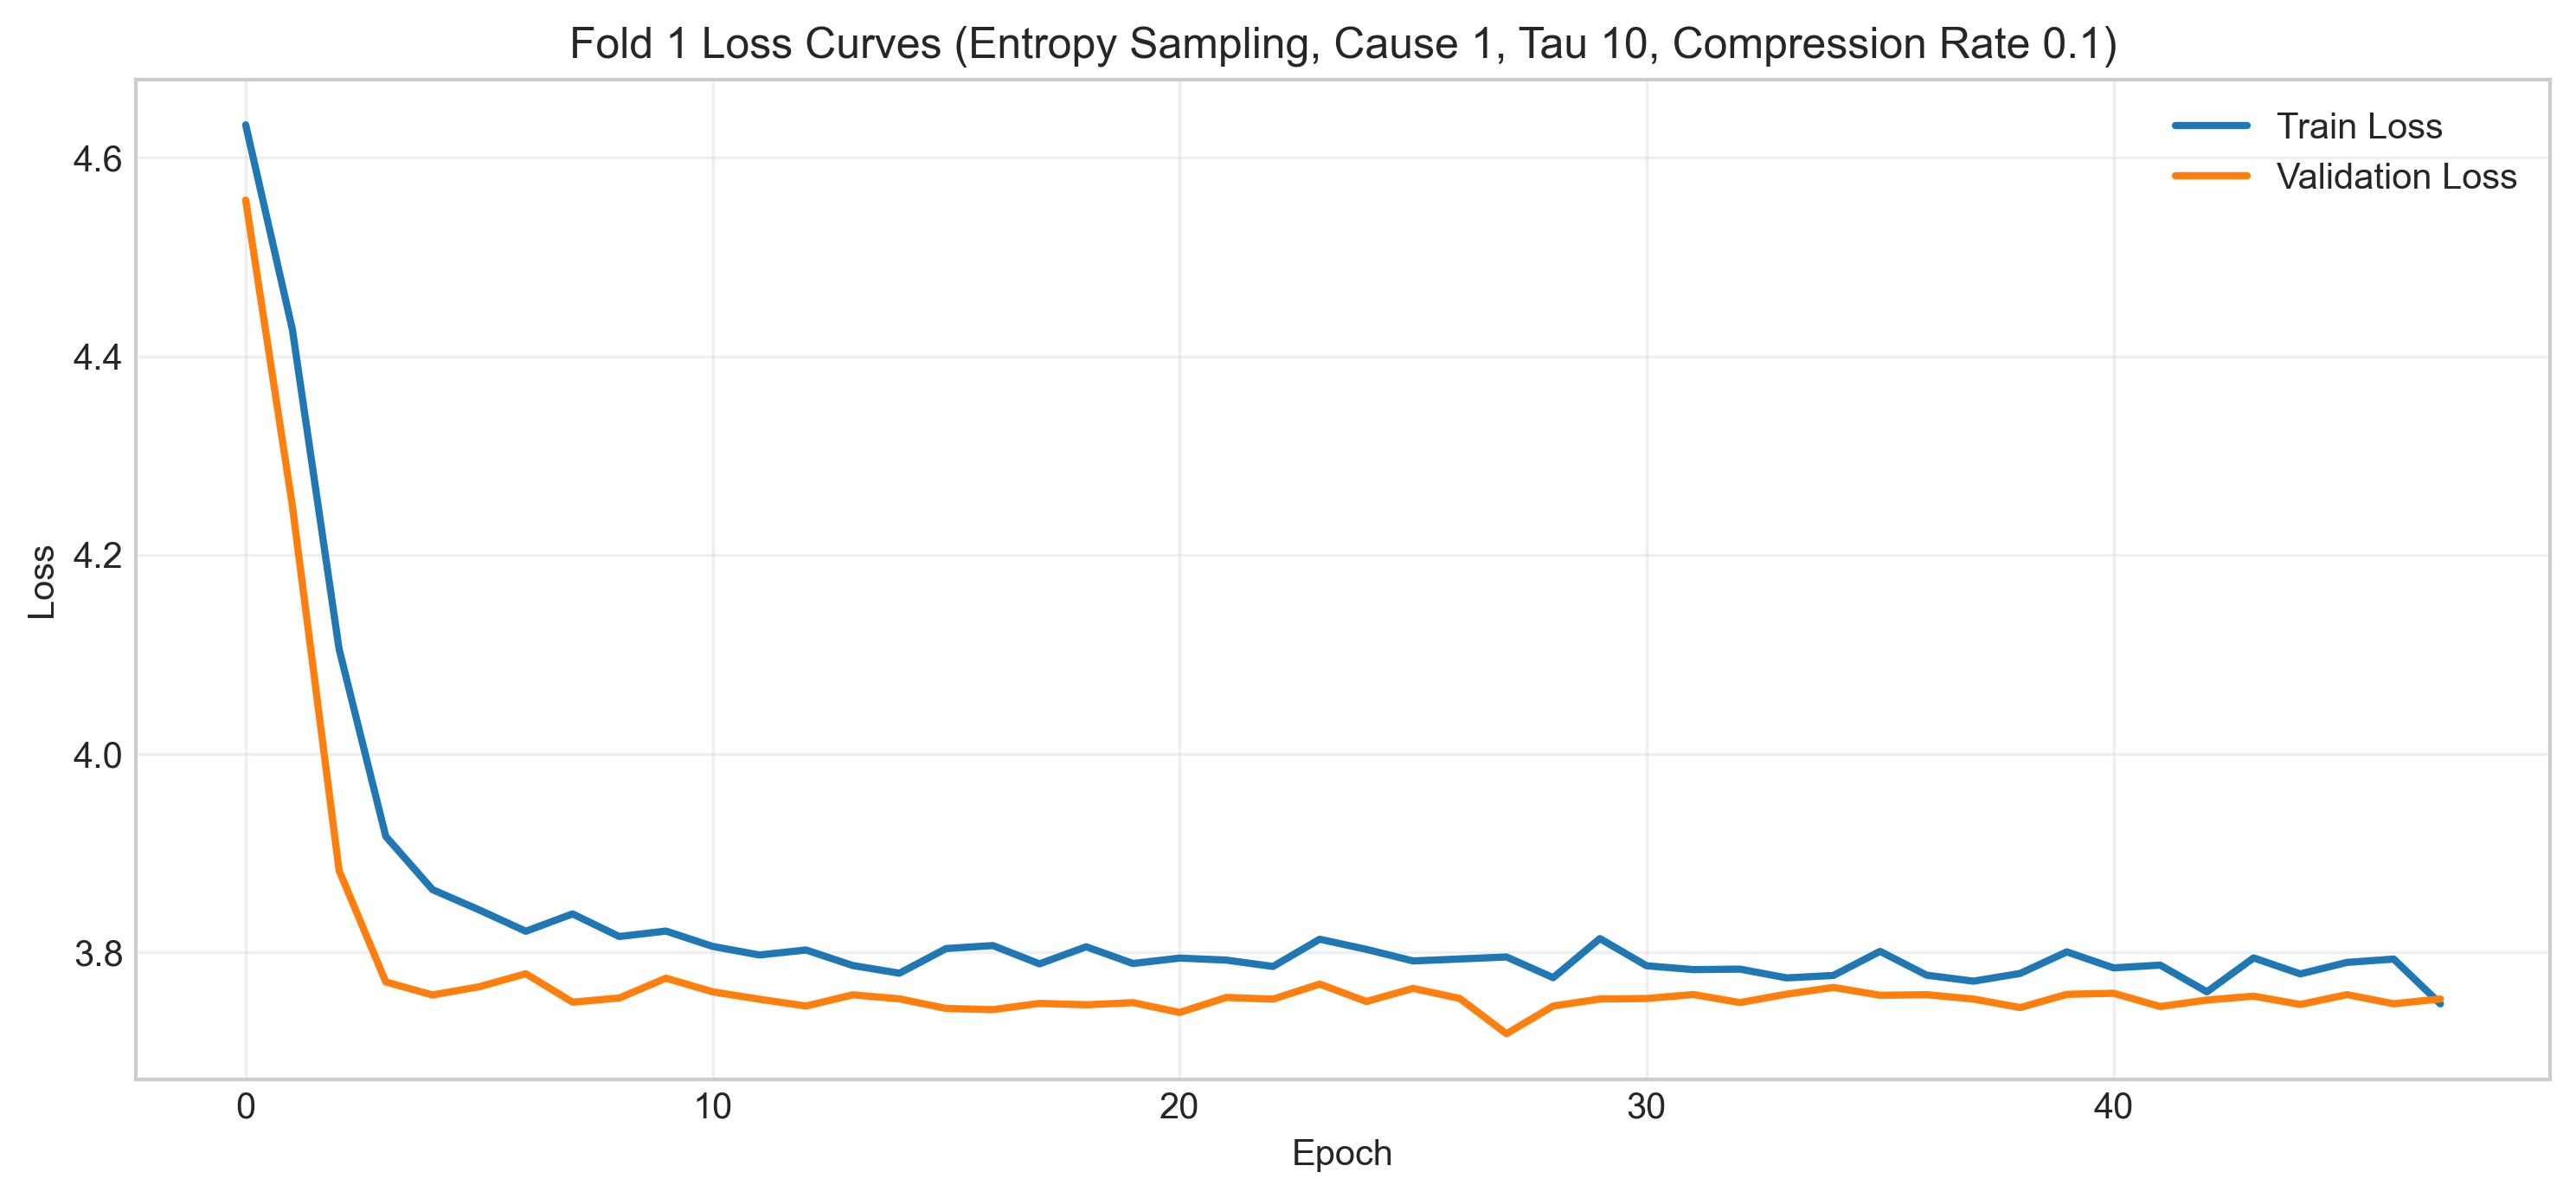 Fold 1 Loss Curves (Entropy Sampling, Cause 1, Tau 10, Compression Rate 0.1)
Train Loss
Validation Loss
4.6
4.4
4.2
4.0
3.8
Loss
0 10 20 30 40
Epoch